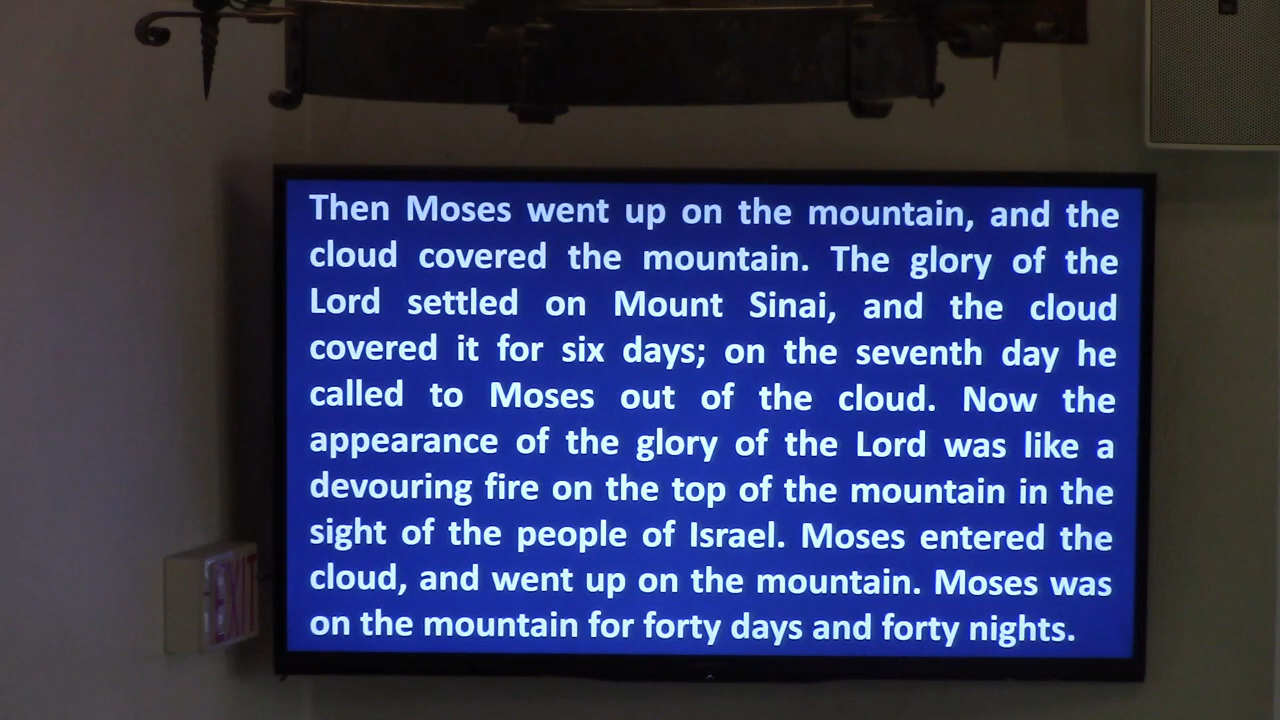 Then Moses went up on the mountain, and the
cloud covered the mountain. The glory of the
Lord settled on Mount Sinai, and the cloud
covered it for six days; on the seventh day he
called to Moses out of the cloud. Now the
appearance of the glory of the Lord was like a
devouring fire on the top of the mountain in the
sight of the people of Israel. Moses entered the
cloud, and went up on the mountain. Moses was
on the mountain for forty days and forty nights.
EXIT